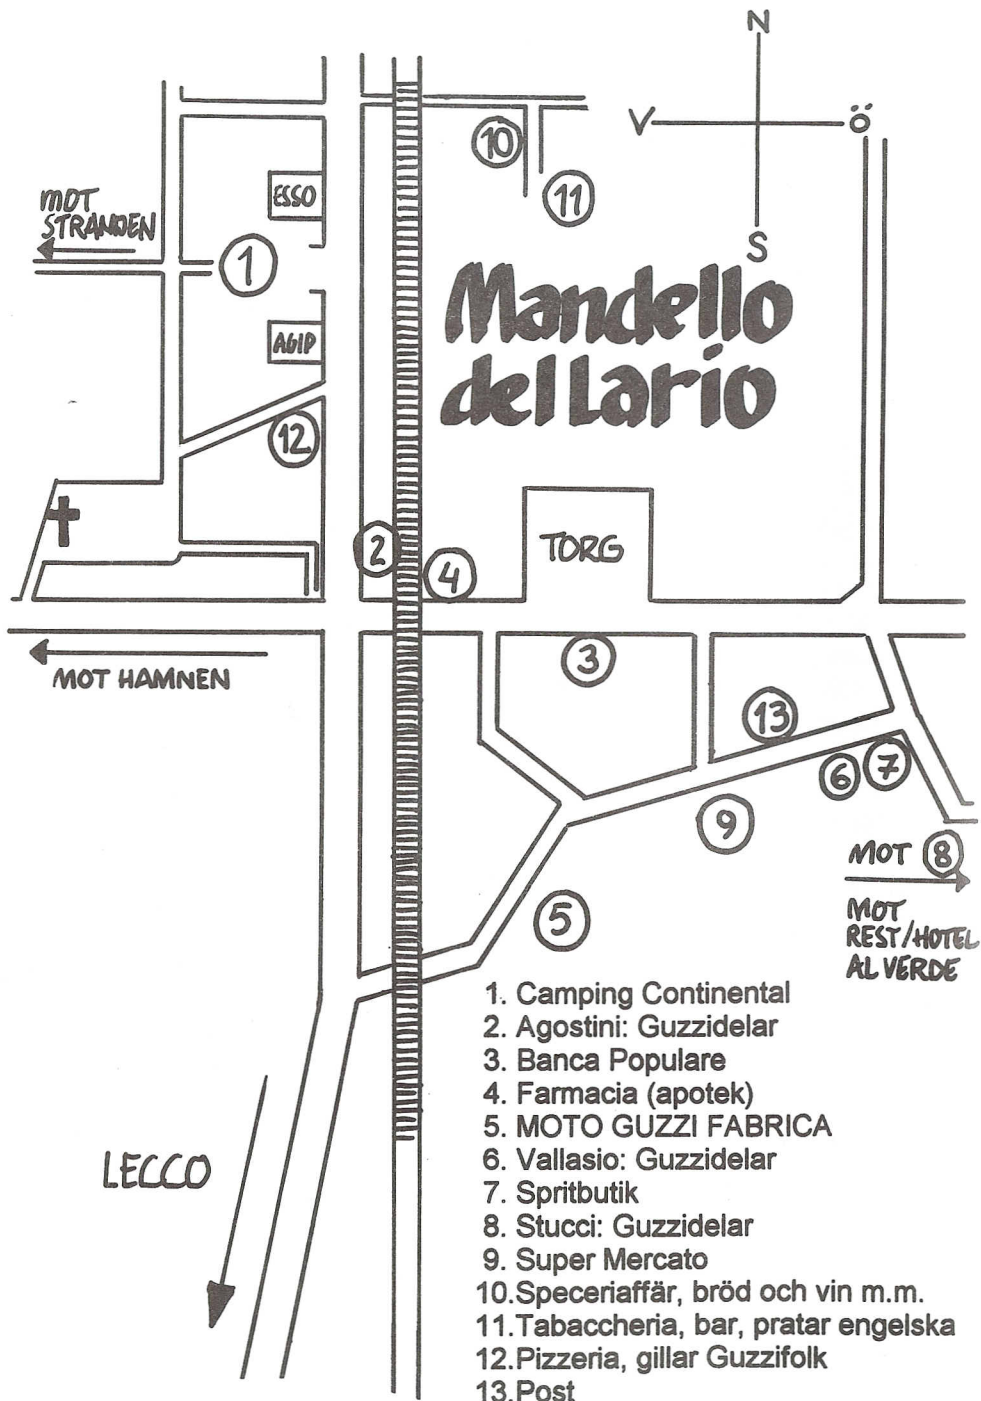 N
V Ö
S
10
11
ESSO
MOT
STRANDEN
1
Mandello
del Lario
AGIP
12
2
4
TORG
3
MOT HAMNEN
13
6
7
9
MOT 8
5
MOT
REST/HOTEL
AL VERDE
LECCO
1. Camping Continental
2. Agostini: Guzzidelar
3. Banca Populare
4. Farmacia (apotek)
5. MOTO GUZZI FABRICA
6. Vallasio: Guzzidelar
7. Spritbutik
8. Stucci: Guzzidelar
9. Super Mercato
10.Speceriaffär, bröd och vin m.m.
11.Tabaccheria, bar, pratar engelska
12.Pizzeria, gillar Guzzifolk
13.Post